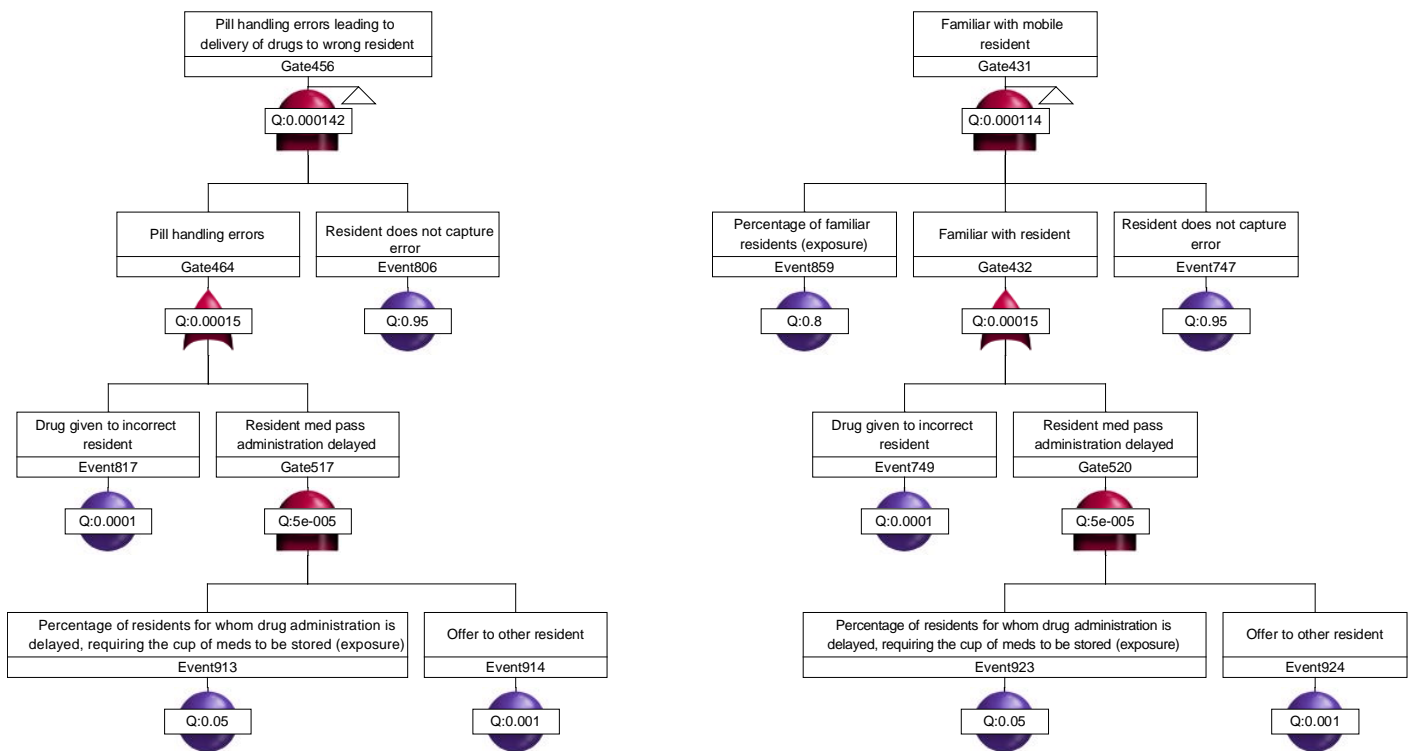 Pill handling errors leading to
delivery of drugs to wrong resident
Gate456
Q:0.000142
Pill handling errors
Gate464
Q:0.00015
Resident does not capture
error
Event806
Q:0.95
Drug given to incorrect
resident
Event817
Q:0.0001
Resident med pass
administration delayed
Gate517
Q:5e-005
Percentage of residents for whom drug administration is
delayed, requiring the cup of meds to be stored (exposure)
Event913
Q:0.05
Offer to other resident
Event914
Q:0.001
Familiar with mobile
resident
Gate431
Q:0.000114
Percentage of familiar
residents (exposure)
Event859
Q:0.8
Familiar with resident
Gate432
Q:0.00015
Resident does not capture
error
Event747
Q:0.95
Drug given to incorrect
resident
Event749
Q:0.0001
Resident med pass
administration delayed
Gate520
Q:5e-005
Percentage of residents for whom drug administration is
delayed, requiring the cup of meds to be stored (exposure)
Event923
Q:0.05
Offer to other resident
Event924
Q:0.001